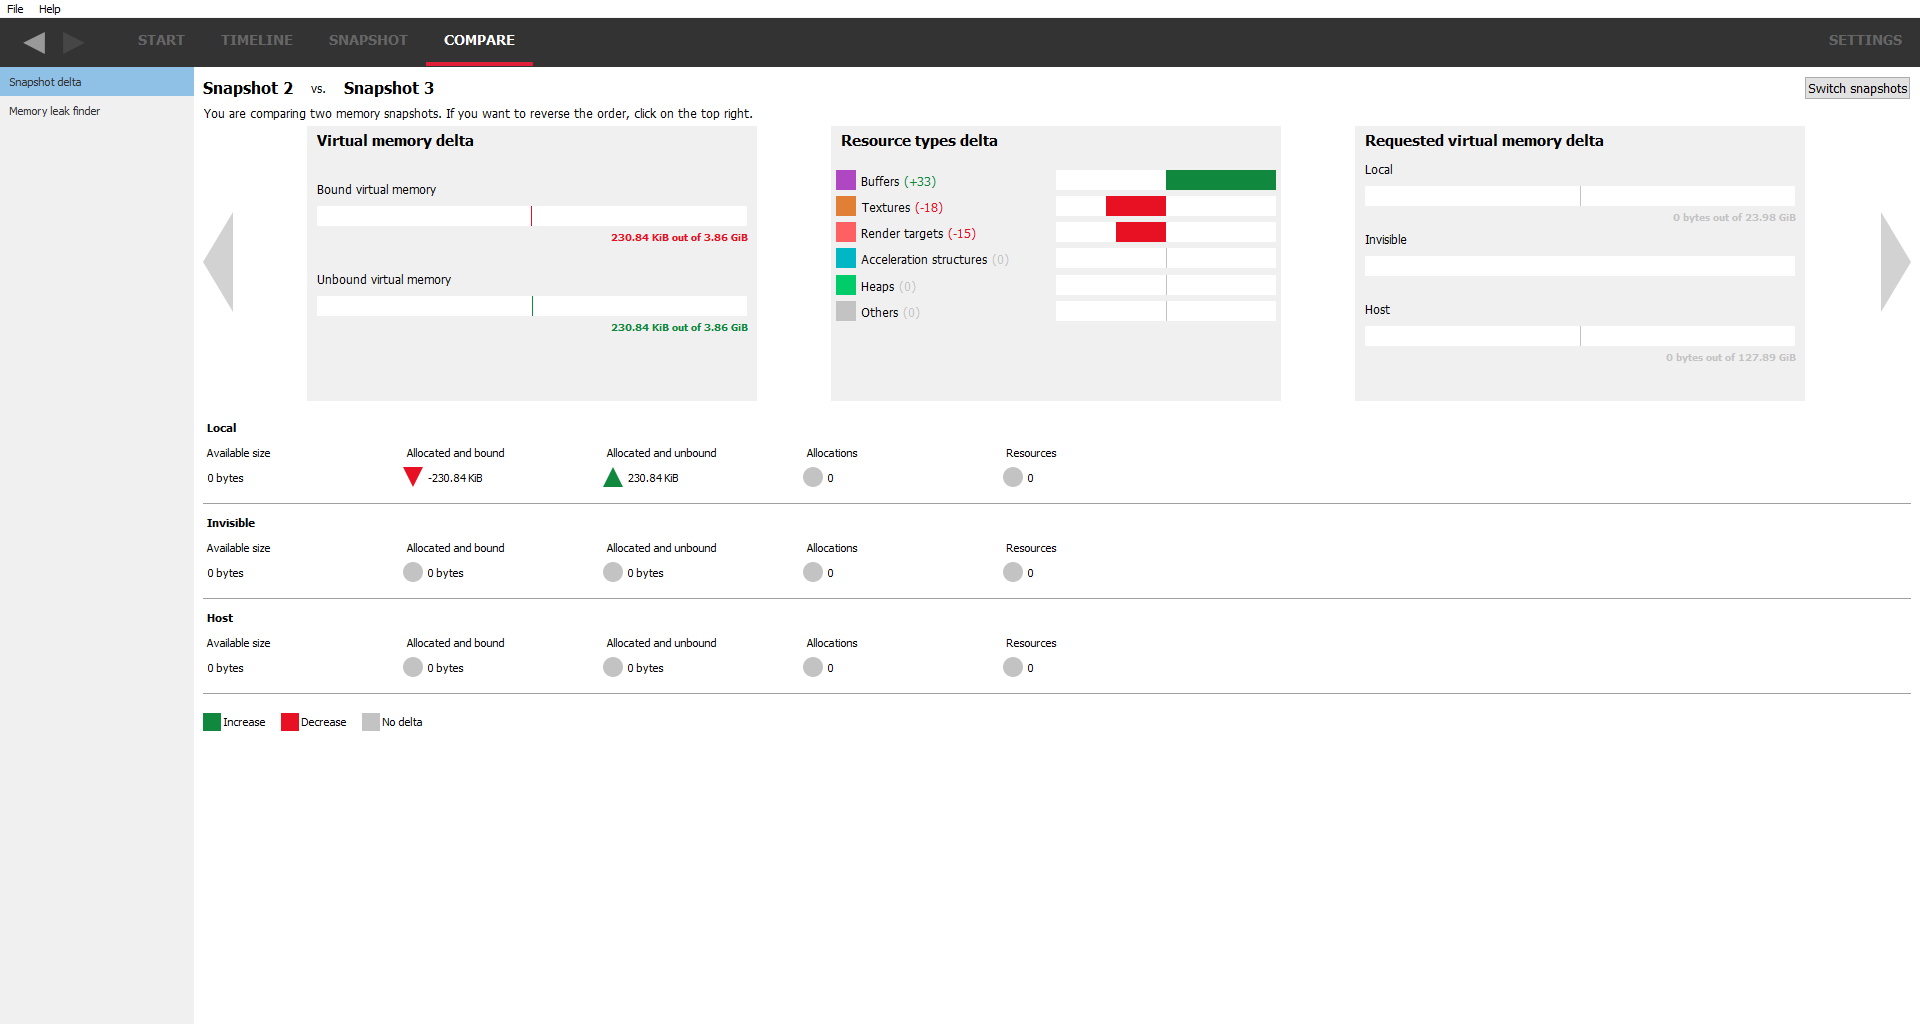 File Help
START TIMELINE SNAPSHOT COMPARE SETTINGS
Snapshot delta
Memory leak finder
Snapshot 2 vs. Snapshot 3
Switch snapshots
You are comparing two memory snapshots. If you want to reverse the order, click on the top right.
Virtual memory delta
Bound virtual memory
230.84 KiB out of 3.86 GiB
Unbound virtual memory
230.84 KiB out of 3.86 GiB
Resource types delta
Buffers (+33)
Textures (-18)
Render targets (-15)
Acceleration structures (0)
Heaps (0)
Others (0)
Requested virtual memory delta
Local
0 bytes out of 23.98 GiB
Invisible
Host
0 bytes out of 127.89 GiB
Local
Available size Allocated and bound Allocated and unbound Allocations Resources
0 bytes -230.84 KiB 230.84 KiB 0 0
Invisible
Available size Allocated and bound Allocated and unbound Allocations Resources
0 bytes 0 bytes 0 bytes 0 0
Host
Available size Allocated and bound Allocated and unbound Allocations Resources
0 bytes 0 bytes 0 bytes 0 0
Increase Decrease No delta